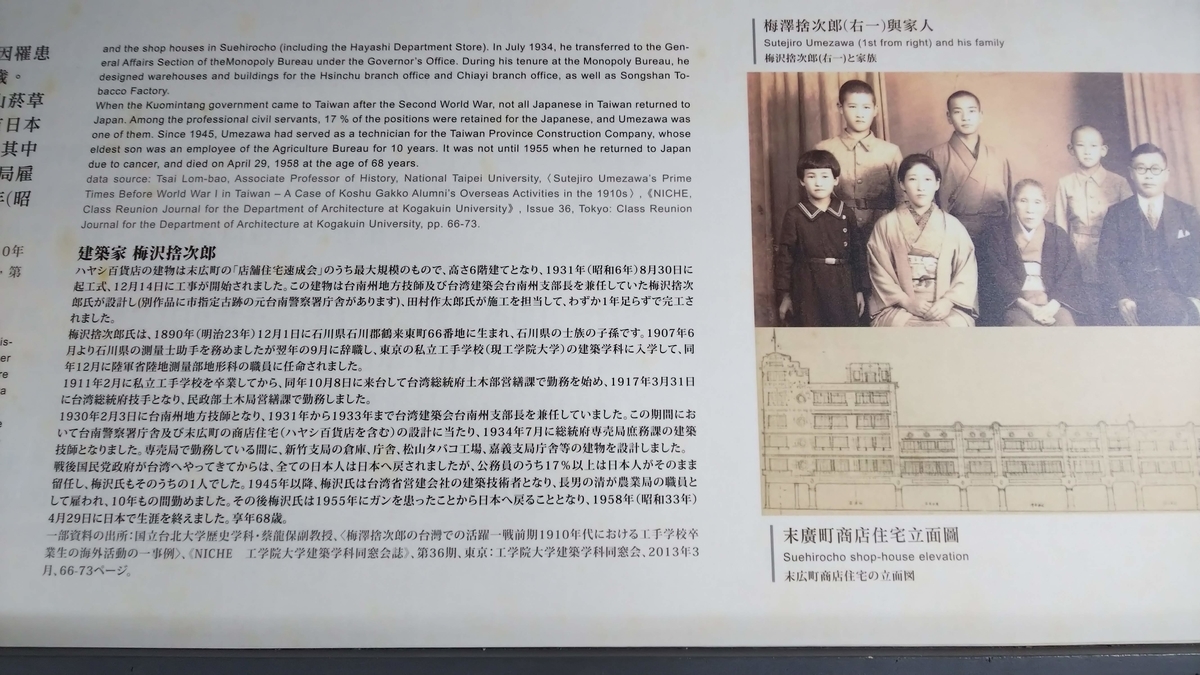 因罹患
歲。
山菸草
日本
其中
局雇
(昭
0年
。第
is-
er
re
a
and the shop houses in Suehirocho (including the Hayashi Department Store). In July 1934, he transferred to the Gen-
eral Affairs Section of theMonopoly Bureau under the Governor's Office. During his tenure at the Monopoly Bureau, he
designed warehouses and buildings for the Hsinchu branch office and Chiayi branch office, as well as Songshan To-
bacco Factory.
When the Kuomintang government came to Taiwan after the Second World War, not all Japanese in Taiwan returned to
Japan. Among the professional civil servants, 17 % of the positions were retained for the Japanese, and Umezawa was
one of them. Since 1945, Umezawa had served as a technician for the Taiwan Province Construction Company, whose
eldest son was an employee of the Agriculture Bureau for 10 years. It was not until 1955 when he returned to Japan
due to cancer, and died on April 29, 1958 at the age of 68 years.
data source: Tsai Lom-bao, Associate Professor of History, National Taipei University,〈Sutejiro Umezawa's Prime
Times Before World War I in Taiwan – A Case of Koshu Gakko Alumni's Overseas Activities in the 1910s〉,《NICHE,
Class Reunion Journal for the Department of Architecture at Kogakuin University》, Issue 36, Tokyo: Class Reunion
Journal for the Department of Architecture at Kogakuin University, pp. 66-73.
建築家 梅沢捨次郎
ハヤシ百貨店の建物は末広町の「店舗住宅速成会」のうち最大規模のもので、高さ6階建てとなり、1931年(昭和6年)8月30日に
起工式、12月14日に工事が開始されました。この建物は台南州地方技師及び台湾建築会台南州支部長を兼任していた梅沢捨次
郎氏が設計し(別作品に市指定古跡の元台南警察署庁舎があります)、田村作太郎氏が施工を担当して、わずか1年足らずで完工さ
れました。
梅沢捨次郎氏は、1890年(明治23年)12月1日に石川県石川郡鶴来東町66番地に生まれ、石川県の士族の子孫です。1907年6
月より石川県の測量士助手を務めましたが翌年の9月に辞職し、東京の私立工手学校(現工学院大学)の建築学科に入学して、同
年12月に陸軍省陸地測量部地形科の職員に任命されました。
1911年2月に私立工手学校を卒業してから、同年10月8日に来台して台湾総統府土木部営繕課で勤務を始め、1917年3月31日
に台湾総統府技手となり、民政部土木局営繕課で勤務しました。
1930年2月3日に台南州地方技師となり、1931年から1933年まで台湾建築会台南州支部長を兼任していました。この期間にお
いて台南警察署庁舎及び末広町の商店住宅(ハヤシ百貨店を含む)の設計に当たり、1934年7月に総統府専売局庶務課の建築
技師となりました。専売局で勤務している間に、新竹支局の倉庫、庁舎、松山タバコ工場、嘉義支局庁舎等の建物を設計しました。
戦後国民党政府が台湾へやってきてからは、全ての日本人は日本へ戻されましたが、公務員のうち17%以上は日本人がそのまま
留任し、梅沢氏もそのうちの1人でした。1945年以降、梅沢氏は台湾省営建会社の建築技術者となり、長男の清が農業局の職員と
して雇われ、10年もの間勤めました。その後梅沢氏は1955年にガンを患ったことから日本へ戻ることとなり、1958年(昭和33年)
4月29日に日本で生涯を終えました。享年68歳。
一部資料の出所:国立台北大学歴史学科・蔡龍保副教授、〈梅澤捨次郎の台灣での活躍―戦前期1910年代における工手学校卒
業生の海外活動の一事例〉、《NICHE 工学院大学建築学科同窓会誌》、第36期、東京:工学院大学建築学科同窓会、2013年3
月、66-73ページ。
梅澤捨次郎(右一)與家人
Sutejiro Umezawa (1st from right) and his family
梅沢捨次郎(右一)と家族
末廣町商店住宅立面圖
Suehirocho shop-house elevation
末広町商店住宅の立面図